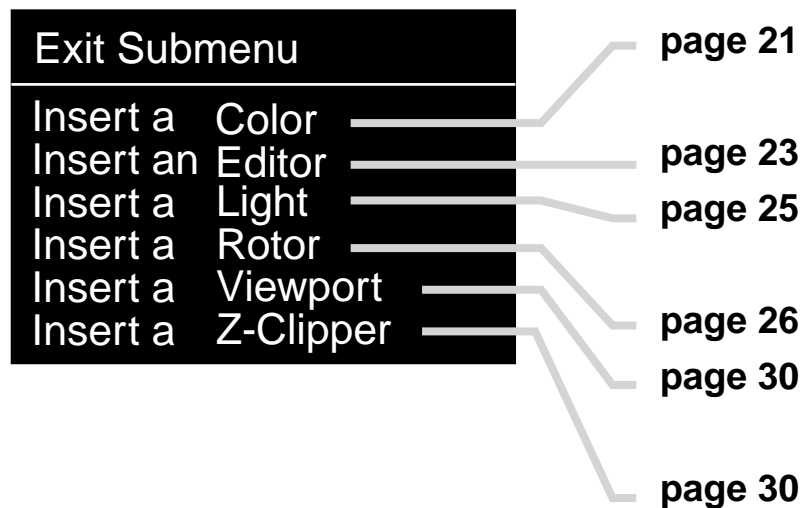 Exit Submenu
Insert a Color page 21
Insert an Editor page 23
Insert a Light page 25
Insert a Rotor page 26
Insert a Viewport page 30
Insert a Z-Clipper page 30